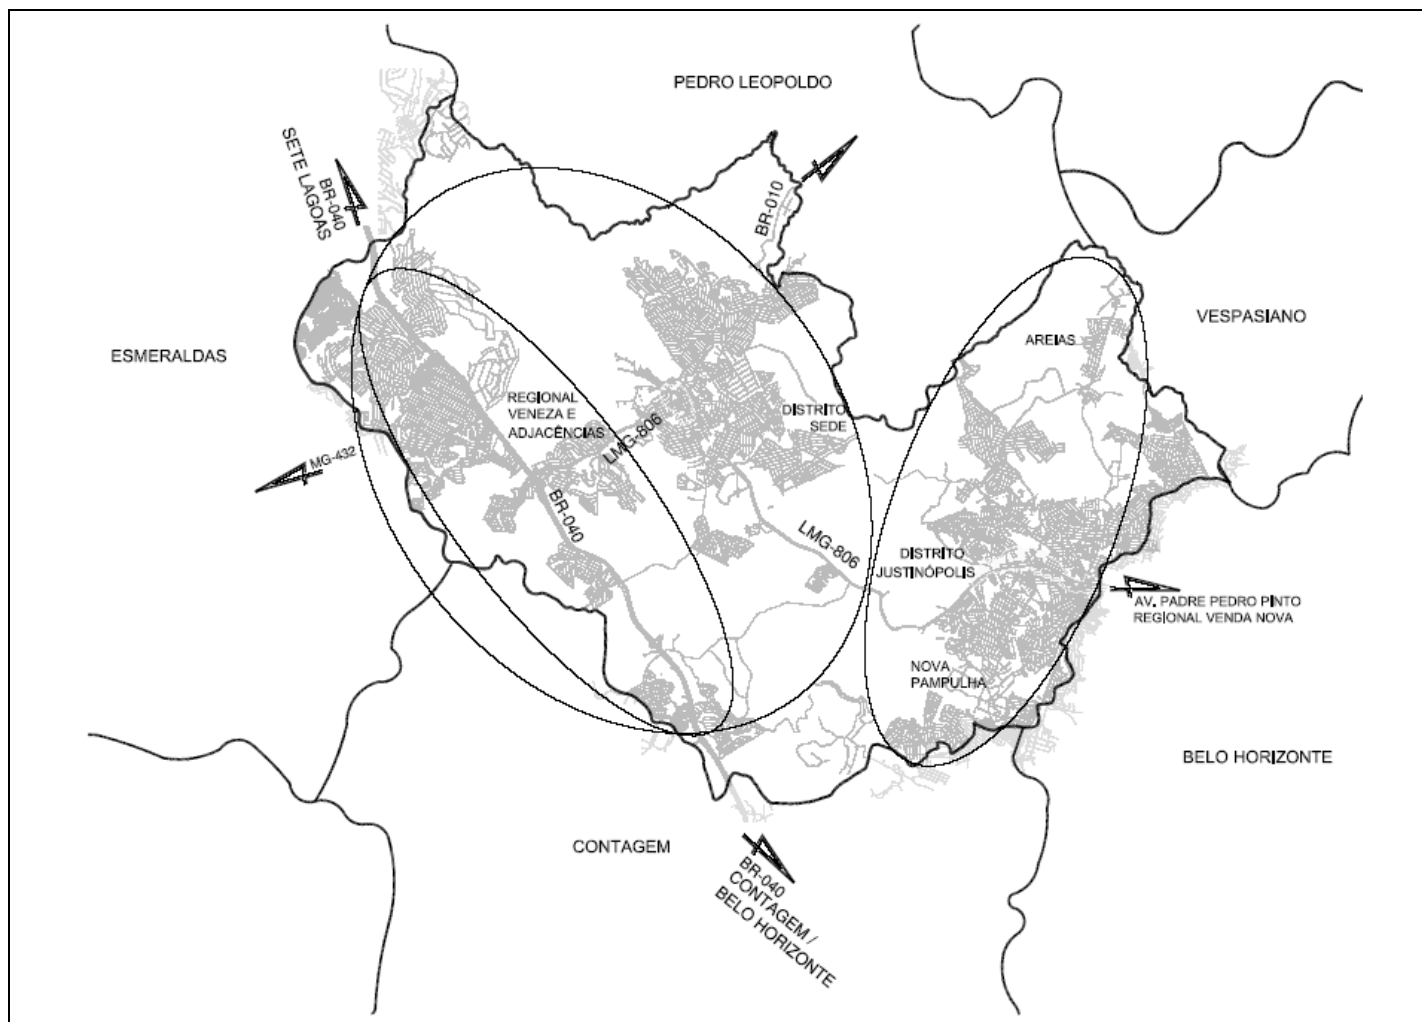 PEDRO LEOPOLDO
SETE LAGOAS
BR-040
BR-010
VESPASIANO
AREIAS
ESMERALDAS
REGIONAL
VENEZA E
ADJACÊNCIAS
DISTRITO
SEDE
LMG-806
MG-432
BR-040
LMG-806
DISTRITO
JUSTINÓPOLIS
AV. PADRE PEDRO PINTO
REGIONAL VENDA NOVA
NOVA
PAMPULHA
BELO HORIZONTE
CONTAGEM
BR-040
CONTAGEM /
BELO HORIZONTE